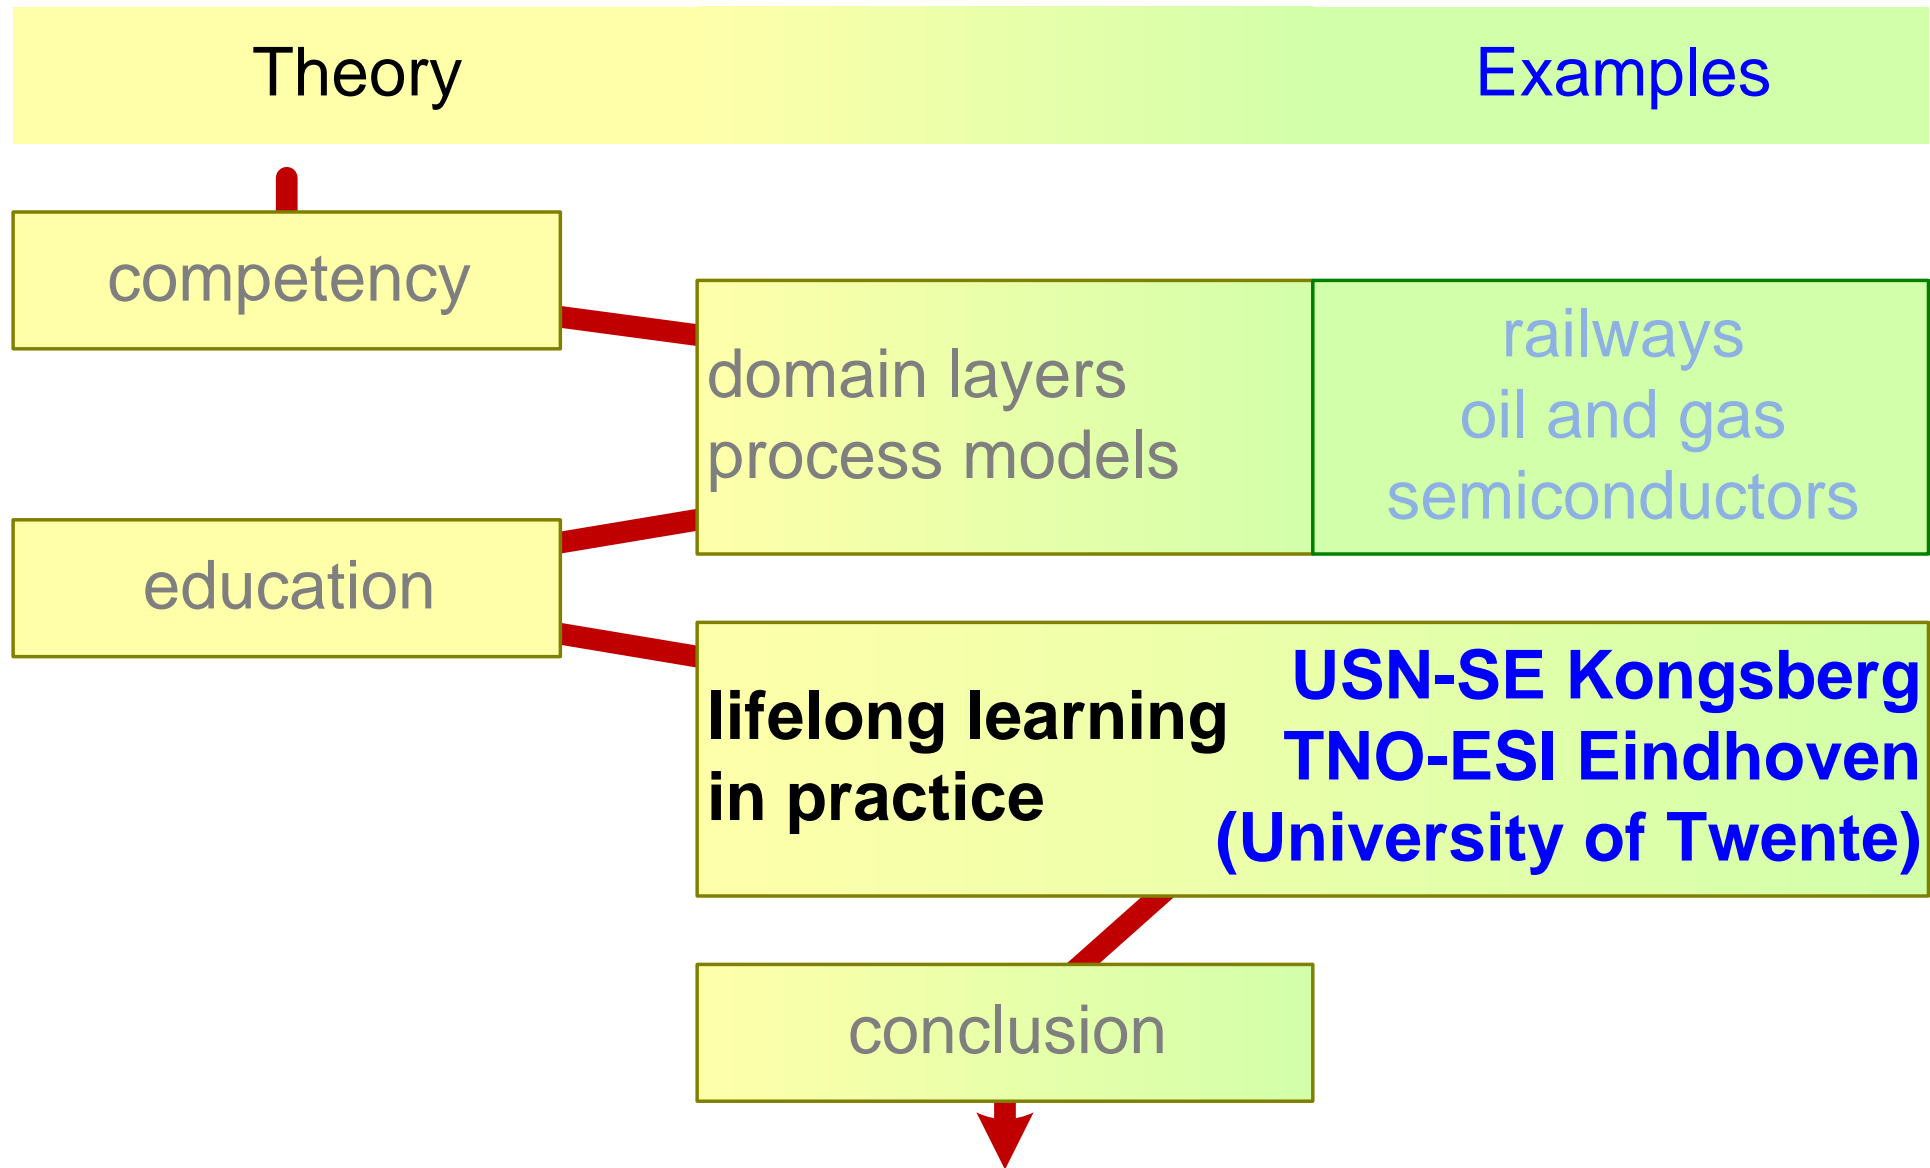 Theory
Examples
competency
domain layers
process models
railways
oil and gas
semiconductors
education
lifelong learning
in practice
USN-SE Kongsberg
TNO-ESI Eindhoven
(University of Twente)
conclusion